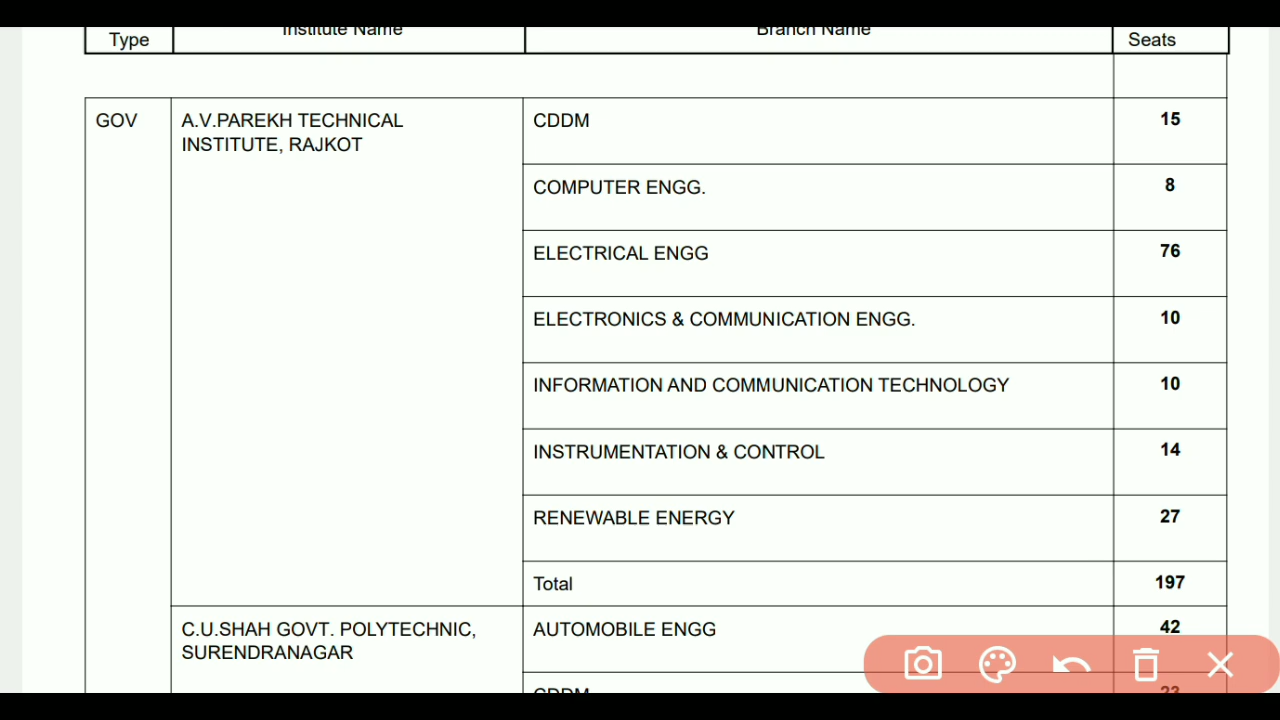 Institute Name Branch Name
Type Seats
GOV A.V.PAREKH TECHNICAL INSTITUTE, RAJKOT CDDM 15
COMPUTER ENGG. 8
ELECTRICAL ENGG 76
ELECTRONICS & COMMUNICATION ENGG. 10
INFORMATION AND COMMUNICATION TECHNOLOGY 10
INSTRUMENTATION & CONTROL 14
RENEWABLE ENERGY 27
Total 197
C.U.SHAH GOVT. POLYTECHNIC, SURENDRANAGAR AUTOMOBILE ENGG 42
CDDM 23